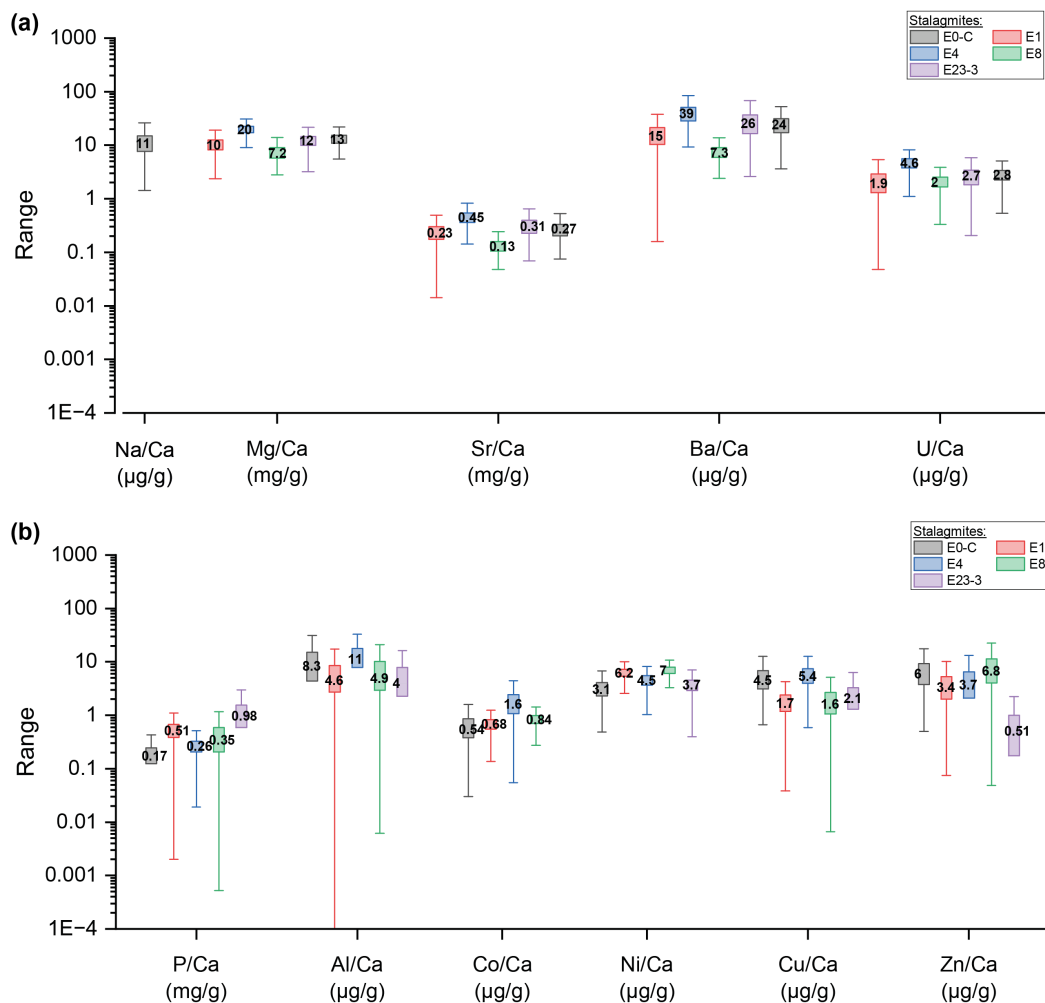 (a)
Stalagmites:
E0-C E1
E4 E8
E23-3
1000
100
10
1
0.1
0.01
0.001
1E−4
Range
11
10 20 7.2 12 13
0.23 0.45 0.13 0.31 0.27
15 39 7.3 26 24
1.9 4.6 2 2.7 2.8
Na/Ca Mg/Ca Sr/Ca Ba/Ca U/Ca
(µg/g) (mg/g) (mg/g) (µg/g) (µg/g)
(b)
Stalagmites:
E0-C E1
E4 E8
E23-3
1000
100
10
1
0.1
0.01
0.001
1E−4
Range
0.17 0.51 0.26 0.35 0.98
8.3 4.6 11 4.9 4
0.54 0.68 1.6 0.84
3.1 6.2 4.5 7 3.7
4.5 1.7 5.4 1.6 2.1
6 3.4 3.7 6.8 0.51
P/Ca Al/Ca Co/Ca Ni/Ca Cu/Ca Zn/Ca
(mg/g) (µg/g) (µg/g) (µg/g) (µg/g) (µg/g)